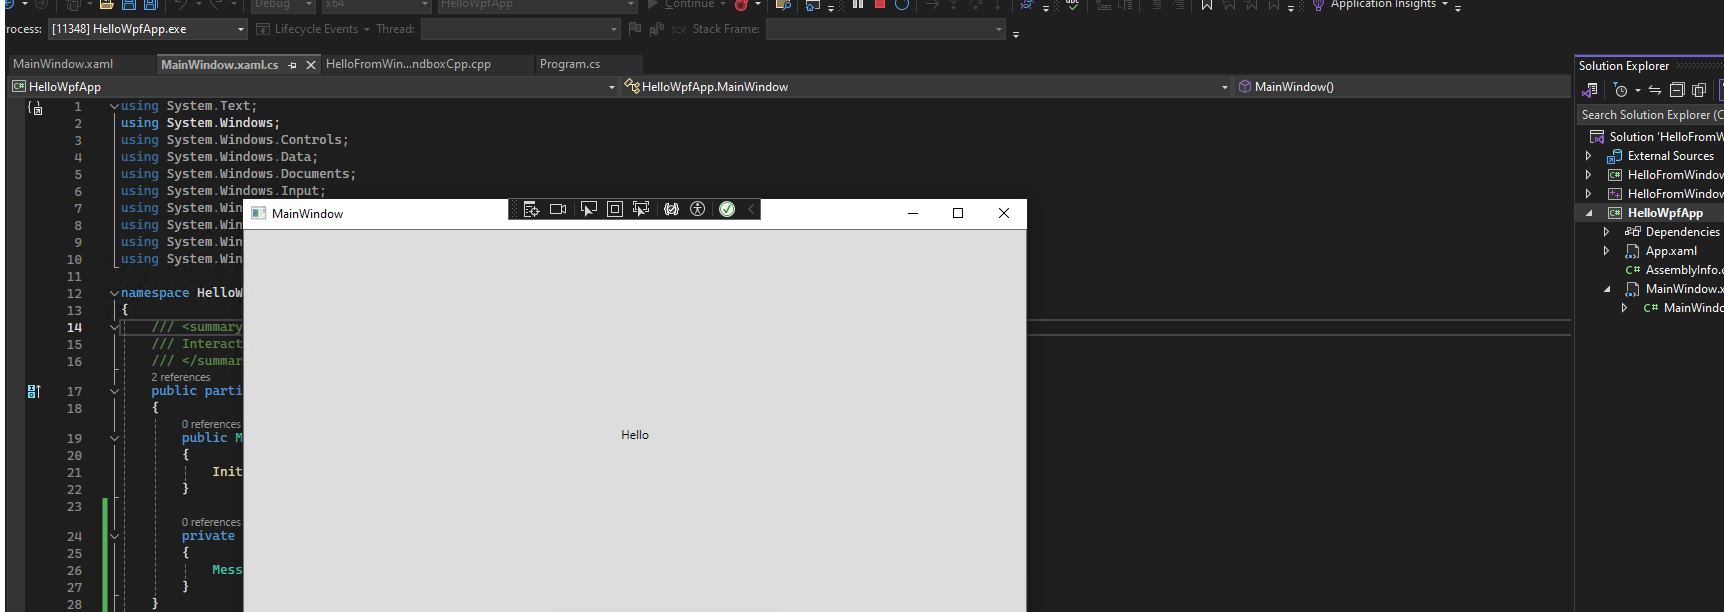 Debug x64 HelloWpfApp Continue Application Insights
rocess: [11348] HelloWpfApp.exe Lifecycle Events Thread: Stack Frame:
MainWindow.xaml MainWindow.xaml.cs HelloFromWin...ndboxCpp.cpp Program.cs
HelloWpfApp HelloWpfApp.MainWindow MainWindow()
1 using System.Text;
2 using System.Windows;
3 using System.Windows.Controls;
4 using System.Windows.Data;
5 using System.Windows.Documents;
6 using System.Windows.Input;
7 using System.Win
8 using System.Win
9 using System.Win
10 using System.Win
11
12 namespace HelloW
13 {
14 /// <summary
15 /// Interact
16 /// </summar
2 references
17 public parti
18 {
0 references
19 public M
20 {
21 Init
22 }
23
0 references
24 private
25 {
26 Mess
27 }
28 }
MainWindow
Hello
Solution Explorer
Search Solution Explorer (C
Solution 'HelloFromW
External Sources
HelloFromWindow
HelloFromWindow
HelloWpfApp
Dependencies
App.xaml
C# AssemblyInfo.c
MainWindow.x
C# MainWindo